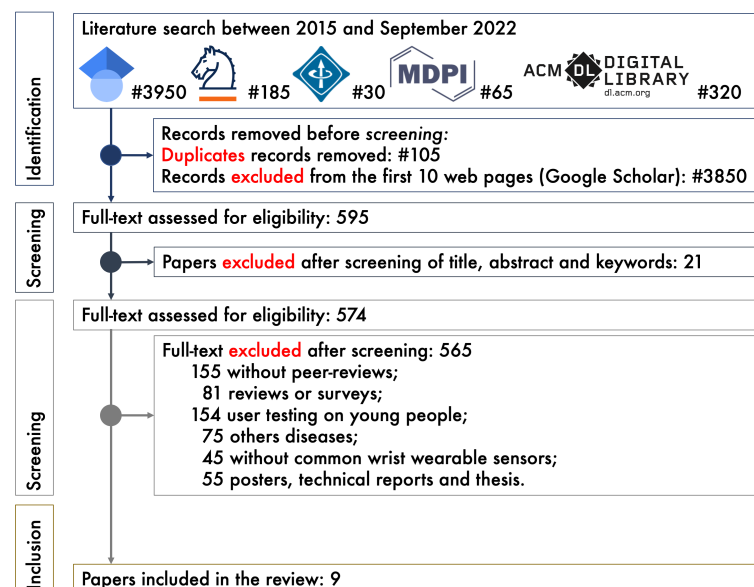 Identification
Literature search between 2015 and September 2022
#3950
#185
#30
MDPI
#65
ACM DL DIGITAL LIBRARY
dl.acm.org
#320
Records removed before screening:
Duplicates records removed: #105
Records excluded from the first 10 web pages (Google Scholar): #3850
Screening
Full-text assessed for eligibility: 595
Papers excluded after screening of title, abstract and keywords: 21
Screening
Full-text assessed for eligibility: 574
Full-text excluded after screening: 565
155 without peer-reviews;
81 reviews or surveys;
154 user testing on young people;
75 others diseases;
45 without common wrist wearable sensors;
55 posters, technical reports and thesis.
Inclusion
Papers included in the review: 9